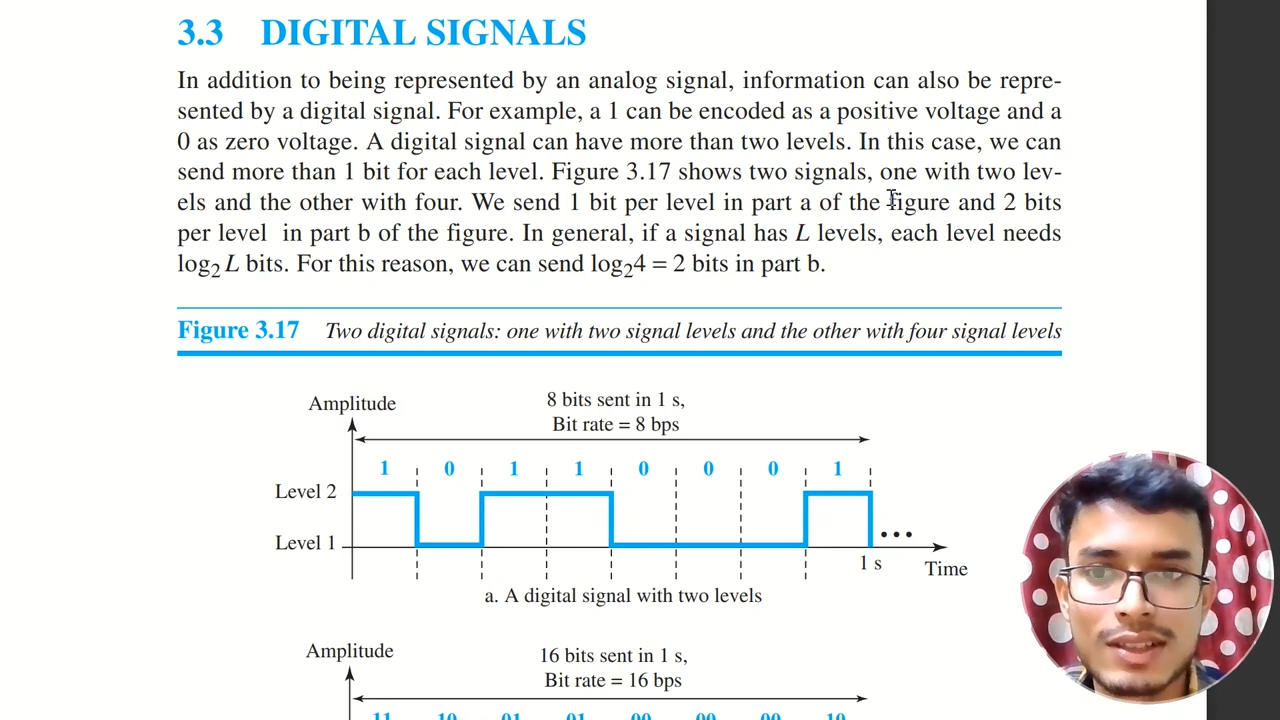 3.3 DIGITAL SIGNALS
In addition to being represented by an analog signal, information can also be repre-
sented by a digital signal. For example, a 1 can be encoded as a positive voltage and a
0 as zero voltage. A digital signal can have more than two levels. In this case, we can
send more than 1 bit for each level. Figure 3.17 shows two signals, one with two lev-
els and the other with four. We send 1 bit per level in part a of the figure and 2 bits
per level in part b of the figure. In general, if a signal has L levels, each level needs
log₂ L bits. For this reason, we can send log₂4 = 2 bits in part b.
Figure 3.17 Two digital signals: one with two signal levels and the other with four signal levels
Amplitude
8 bits sent in 1 s,
Bit rate = 8 bps
1 0 1 1 0 0 0 1
Level 2
Level 1
•••
1 s
Time
a. A digital signal with two levels
Amplitude
16 bits sent in 1 s,
Bit rate = 16 bps
11 10 01 01 00 00 00 10